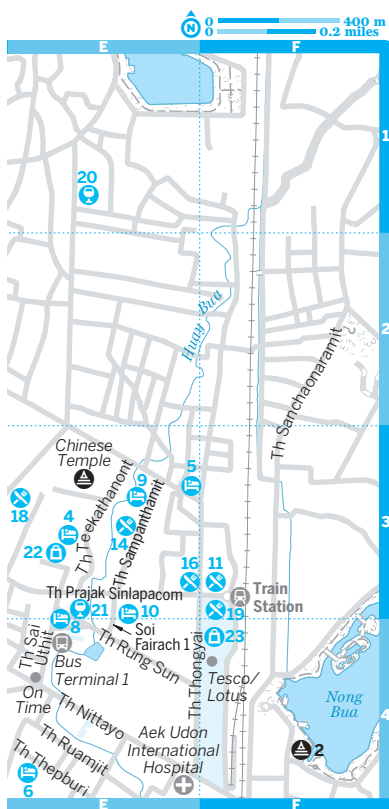 N
0 400 m
0 0.2 miles
E F
1
20
Huay Bua
2
Th Sanchaonaramit
Chinese
Temple
Th Teekathanont
Th Sampanthamit
9
5
18
4
14
3
22
16
11
Train
Station
Th Prajak Sinlapacom
21
10
19
8
Soi
Fairach 1
23
Th Sai
Uthit
Bus
Terminal 1
Th Rung Sun
Th Thongyai
Tesco/
Lotus
On
Time
Nong
Bua
4
Th Nittayo
Aek Udon
International
Hospital
2
Th Ruamjit
Th Thepburi
6
E F